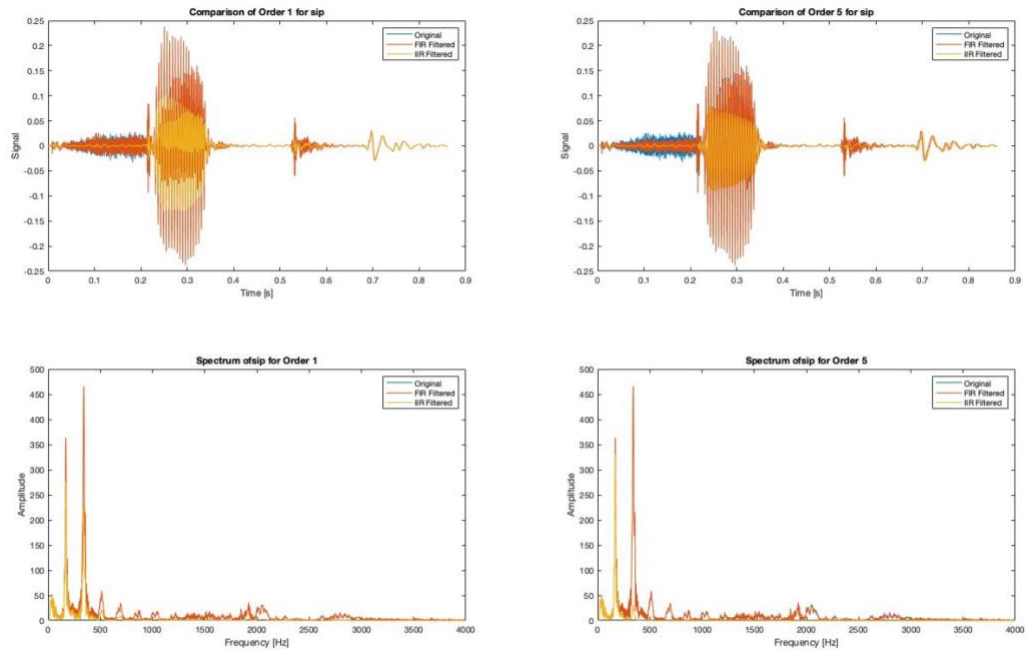 Comparison of Order 1 for sip
0.25
0.2
0.15
0.1
0.05
0
-0.05
-0.1
-0.15
-0.2
-0.25
Signal
Original
FIR Filtered
IIR Filtered
0 0.1 0.2 0.3 0.4 0.5 0.6 0.7 0.8 0.9
Time [s]
Comparison of Order 5 for sip
0.25
0.2
0.15
0.1
0.05
0
-0.05
-0.1
-0.15
-0.2
-0.25
Signal
Original
FIR Filtered
IIR Filtered
0 0.1 0.2 0.3 0.4 0.5 0.6 0.7 0.8 0.9
Time [s]
Spectrum ofsip for Order 1
500
450
400
350
300
250
200
150
100
50
0
Amplitude
Original
FIR Filtered
IIR Filtered
0 500 1000 1500 2000 2500 3000 3500 4000
Frequency [Hz]
Spectrum ofsip for Order 5
500
450
400
350
300
250
200
150
100
50
0
Amplitude
Original
FIR Filtered
IIR Filtered
0 500 1000 1500 2000 2500 3000 3500 4000
Frequency [Hz]